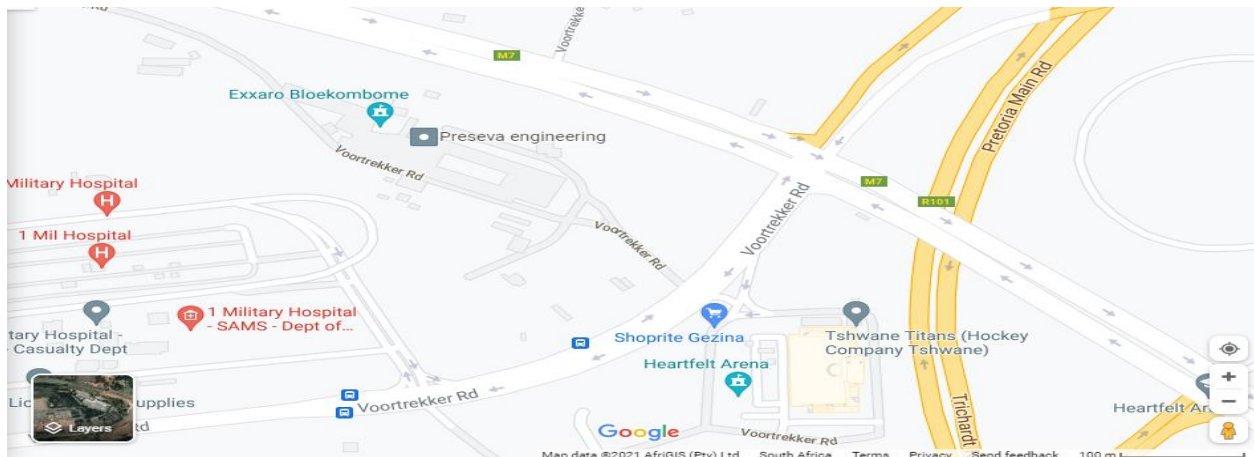 Rd
Voortrekker
M7
Exxaro Bloekombome
Preseva engineering
Voortrekker Rd
Pretoria Main Rd
M7
R101
Military Hospital
1 Mil Hospital
Voortrekker Rd
Voortrekker Rd
1 Military Hospital
- SAMS - Dept of...
tary Hospital -
Casualty Dept
Shoprite Gezina
Tshwane Titans (Hockey
Company Tshwane)
Heartfelt Arena
upplies
Voortrekker Rd
Layers
Heartfelt Ar
Trichardt
Google
Voortrekker Rd
Map data ©2021 AfriGIS (Pty) Ltd South Africa Terms Privacy Send feedback 100 m